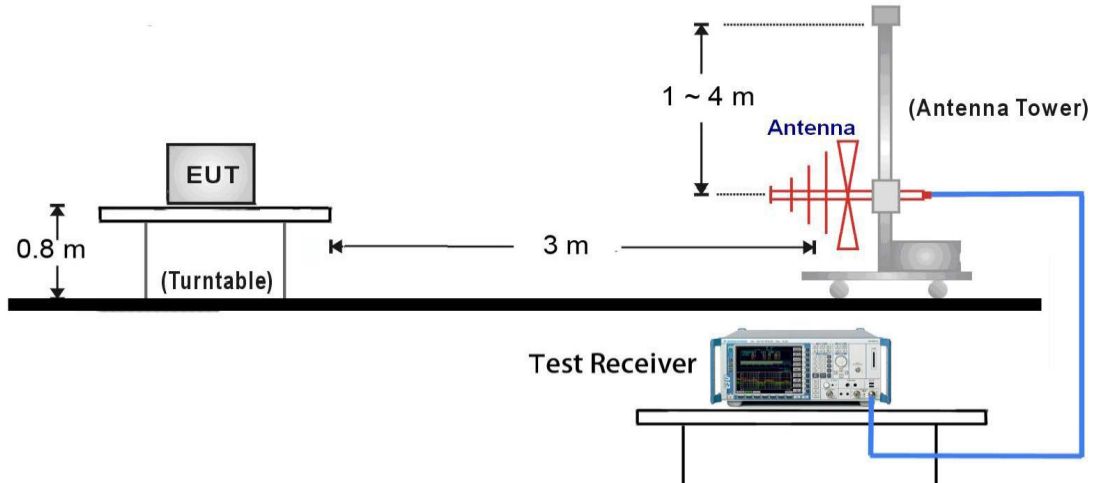 1 ~ 4 m
(Antenna Tower)
Antenna
EUT
0.8 m
3 m
(Turntable)
Test Receiver